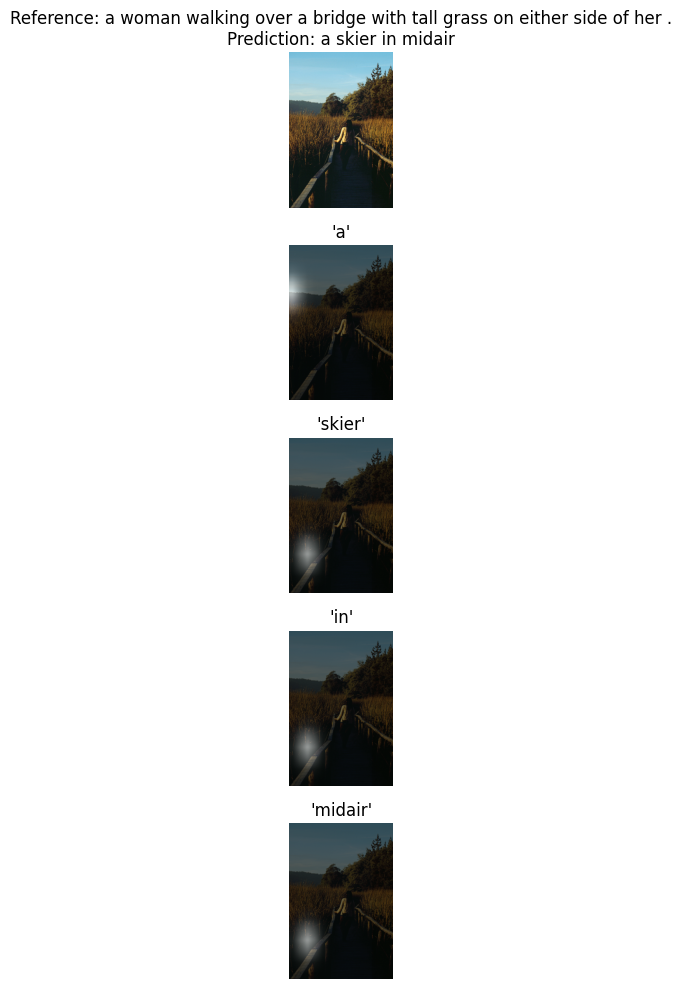 Reference: a woman walking over a bridge with tall grass on either side of her .
Prediction: a skier in midair
'a'
'skier'
'in'
'midair'